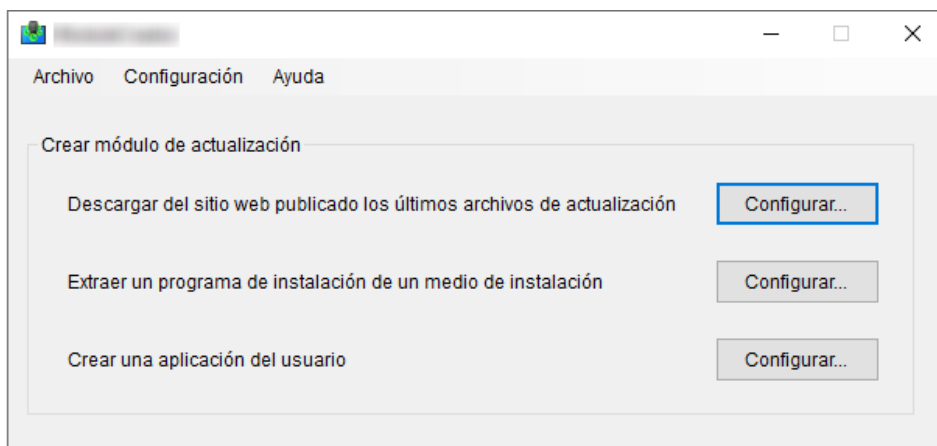 Archivo Configuración Ayuda
Crear módulo de actualización
Descargar del sitio web publicado los últimos archivos de actualización Configurar...
Extraer un programa de instalación de un medio de instalación Configurar...
Crear una aplicación del usuario Configurar...